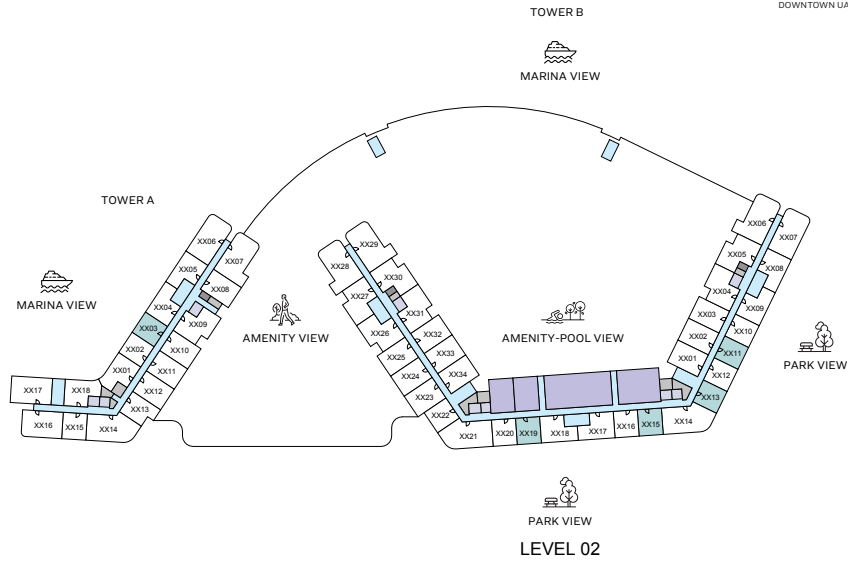 DOWNTOWN UA
TOWER B
MARINA VIEW
TOWER A
MARINA VIEW
AMENITY VIEW
AMENITY-POOL VIEW
PARK VIEW
XX06
XX07
XX05
XX08
XX04
XX09
XX03
XX10
XX02
XX11
XX01
XX12
XX17
XX18
XX13
XX16
XX15
XX14
XX29
XX28
XX30
XX27
XX31
XX26
XX32
XX25
XX33
XX24
XX34
XX23
XX22
XX21
XX20
XX19
XX18
XX17
XX16
XX15
XX14
XX06
XX07
XX05
XX08
XX04
XX09
XX03
XX10
XX02
XX11
XX01
XX12
XX13
PARK VIEW
LEVEL 02